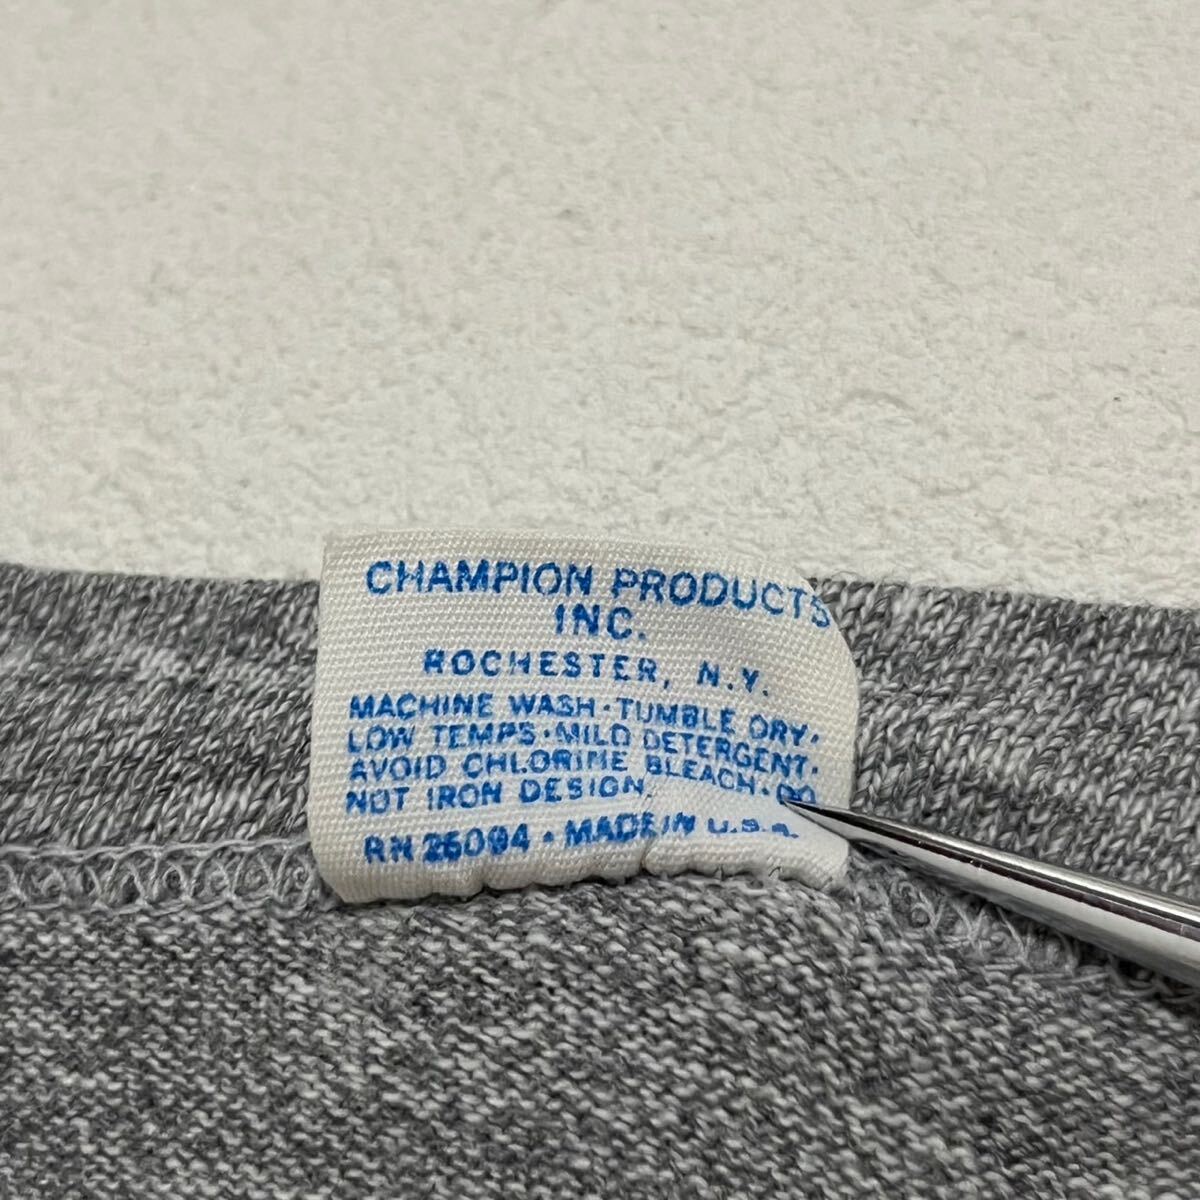 CHAMPION PRODUCTS
INC.
ROCHESTER, N.Y.
MACHINE WASH·TUMBLE DRY·
LOW TEMPS·MILD DETERGENT·
AVOID CHLORINE BLEACH·DO
NOT IRON DESIGN.
RN 26094·MADE IN U.S.A.